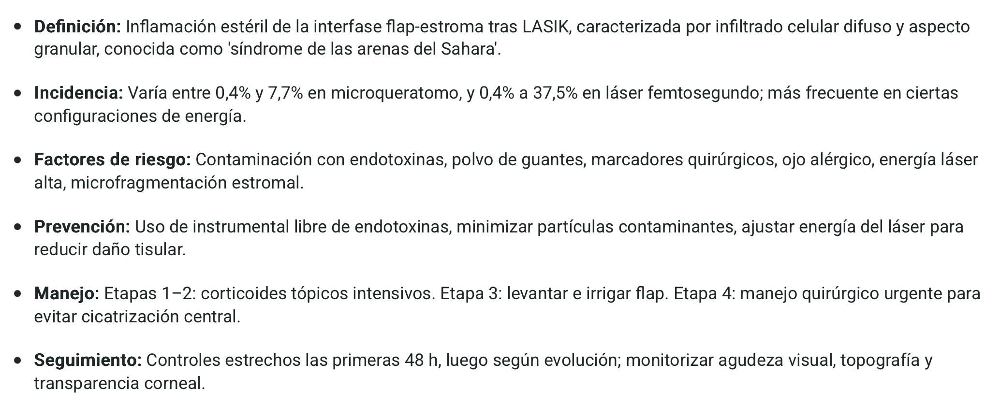 • Definición: Inflamación estéril de la interfase flap-estroma tras LASIK, caracterizada por infiltrado celular difuso y aspecto
granular, conocida como 'síndrome de las arenas del Sahara'.
• Incidencia: Varía entre 0,4% y 7,7% en microqueratomo, y 0,4% a 37,5% en láser femtosegundo; más frecuente en ciertas
configuraciones de energía.
• Factores de riesgo: Contaminación con endotoxinas, polvo de guantes, marcadores quirúrgicos, ojo alérgico, energía láser
alta, microfragmentación estromal.
• Prevención: Uso de instrumental libre de endotoxinas, minimizar partículas contaminantes, ajustar energía del láser para
reducir daño tisular.
• Manejo: Etapas 1–2: corticoides tópicos intensivos. Etapa 3: levantar e irrigar flap. Etapa 4: manejo quirúrgico urgente para
evitar cicatrización central.
• Seguimiento: Controles estrechos las primeras 48 h, luego según evolución; monitorizar agudeza visual, topografía y
transparencia corneal.